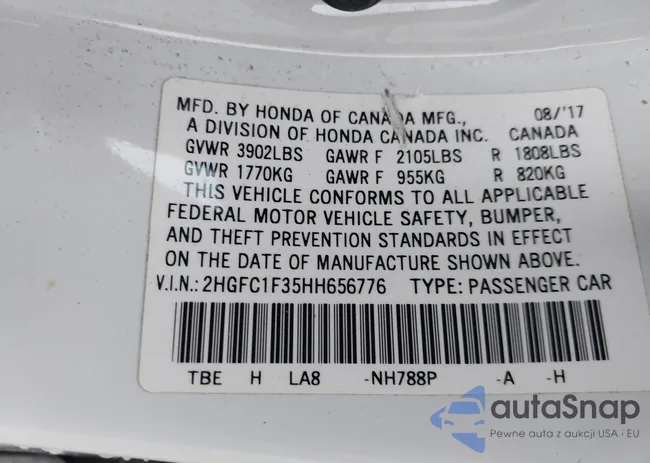 MFD. BY HONDA OF CANADA MFG., 08/'17
A DIVISION OF HONDA CANADA INC. CANADA
GVWR 3902LBS GAWR F 2105LBS R 1808LBS
GVWR 1770KG GAWR F 955KG R 820KG
THIS VEHICLE CONFORMS TO ALL APPLICABLE
FEDERAL MOTOR VEHICLE SAFETY, BUMPER,
AND THEFT PREVENTION STANDARDS IN EFFECT
ON THE DATE OF MANUFACTURE SHOWN ABOVE.
V.I.N.: 2HGFC1F35HH656776 TYPE: PASSENGER CAR
TBE H LA8 -NH788P -A -H
autaSnap
Pewne auta z aukcji USA i EU